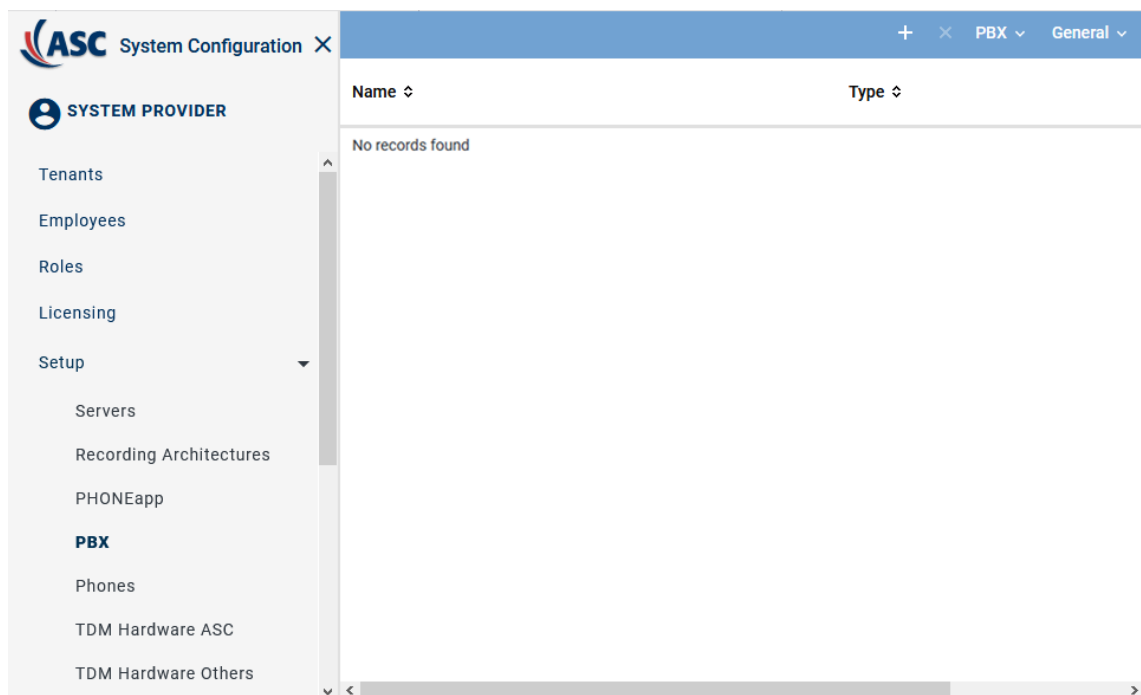 ASC System Configuration
SYSTEM PROVIDER
Tenants
Employees
Roles
Licensing
Setup
Servers
Recording Architectures
PHONEapp
PBX
Phones
TDM Hardware ASC
TDM Hardware Others
PBX General
Name Type
No records found